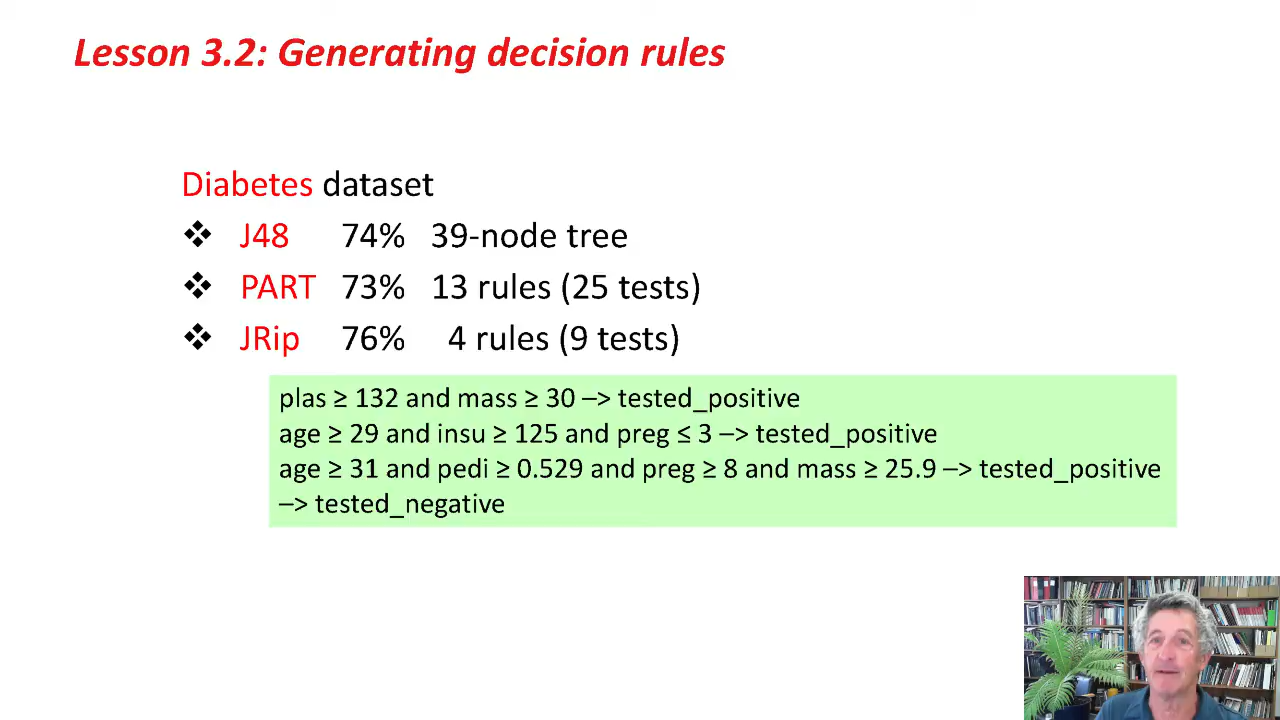 Lesson 3.2: Generating decision rules
Diabetes dataset
❖ J48 74% 39-node tree
❖ PART 73% 13 rules (25 tests)
❖ JRip 76% 4 rules (9 tests)
plas ≥ 132 and mass ≥ 30 –> tested_positive
age ≥ 29 and insu ≥ 125 and preg ≤ 3 –> tested_positive
age ≥ 31 and pedi ≥ 0.529 and preg ≥ 8 and mass ≥ 25.9 –> tested_positive
–> tested_negative